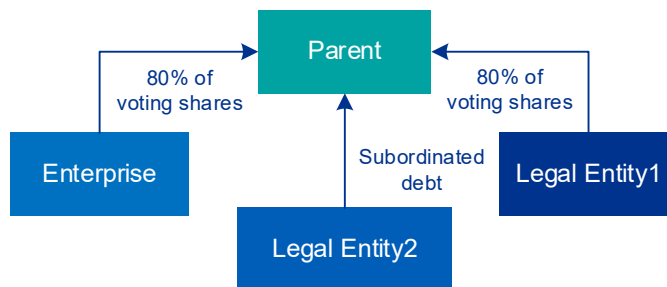 Parent
80% of
voting shares
80% of
voting shares
Enterprise
Subordinated
debt
Legal Entity1
Legal Entity2